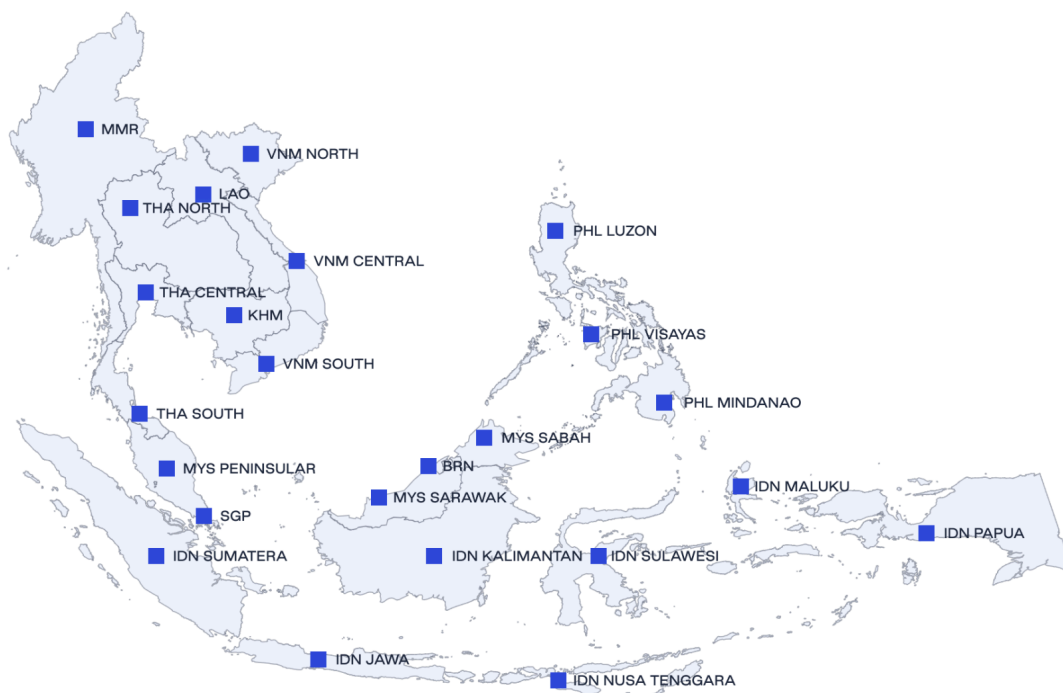 MMR
VNM NORTH
LAO
THA NORTH
PHL LUZON
VNM CENTRAL
THA CENTRAL
KHM
PHL VISAYAS
VNM SOUTH
PHL MINDANAO
THA SOUTH
MYS SABAH
BRN
MYS PENINSULAR
IDN MALUKU
MYS SARAWAK
SGP
IDN PAPUA
IDN SUMATERA
IDN KALIMANTAN
IDN SULAWESI
IDN JAWA
IDN NUSA TENGGARA